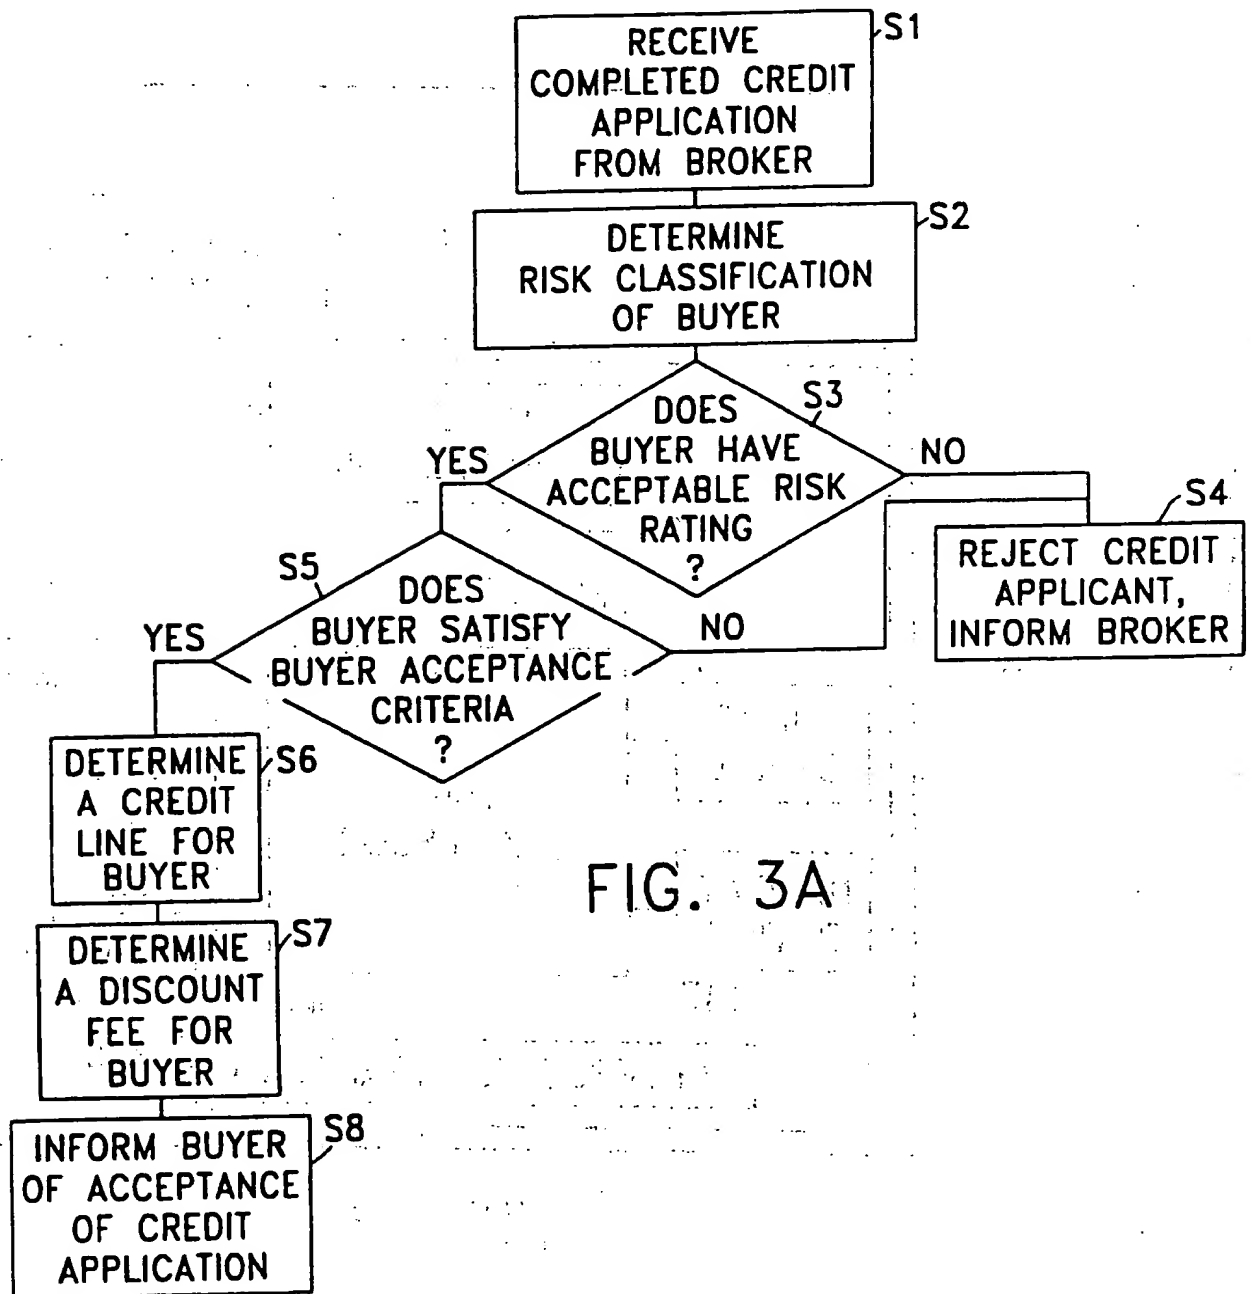 S1
RECEIVE
COMPLETED CREDIT
APPLICATION
FROM BROKER
S2
DETERMINE
RISK CLASSIFICATION
OF BUYER
S3
DOES
BUYER HAVE
ACCEPTABLE RISK
RATING
?
YES
NO
S4
REJECT CREDIT
APPLICANT,
INFORM BROKER
S5
DOES
BUYER SATISFY
BUYER ACCEPTANCE
CRITERIA
?
YES
NO
S6
DETERMINE
A CREDIT
LINE FOR
BUYER
FIG. 3A
S7
DETERMINE
A DISCOUNT
FEE FOR
BUYER
S8
INFORM BUYER
OF ACCEPTANCE
OF CREDIT
APPLICATION